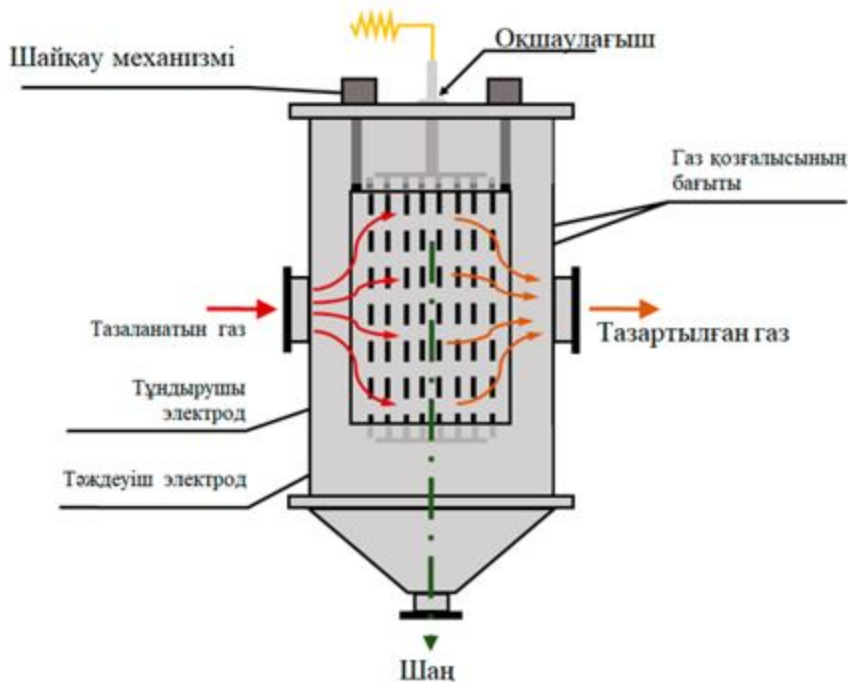 Оқшаулағыш
Шайқау механизмі
Газ қозғалысының
бағыты
Тазаланатын газ
Тазартылған газ
Тұндырушы
электрод
Тәждеуіш электрод
Шаң